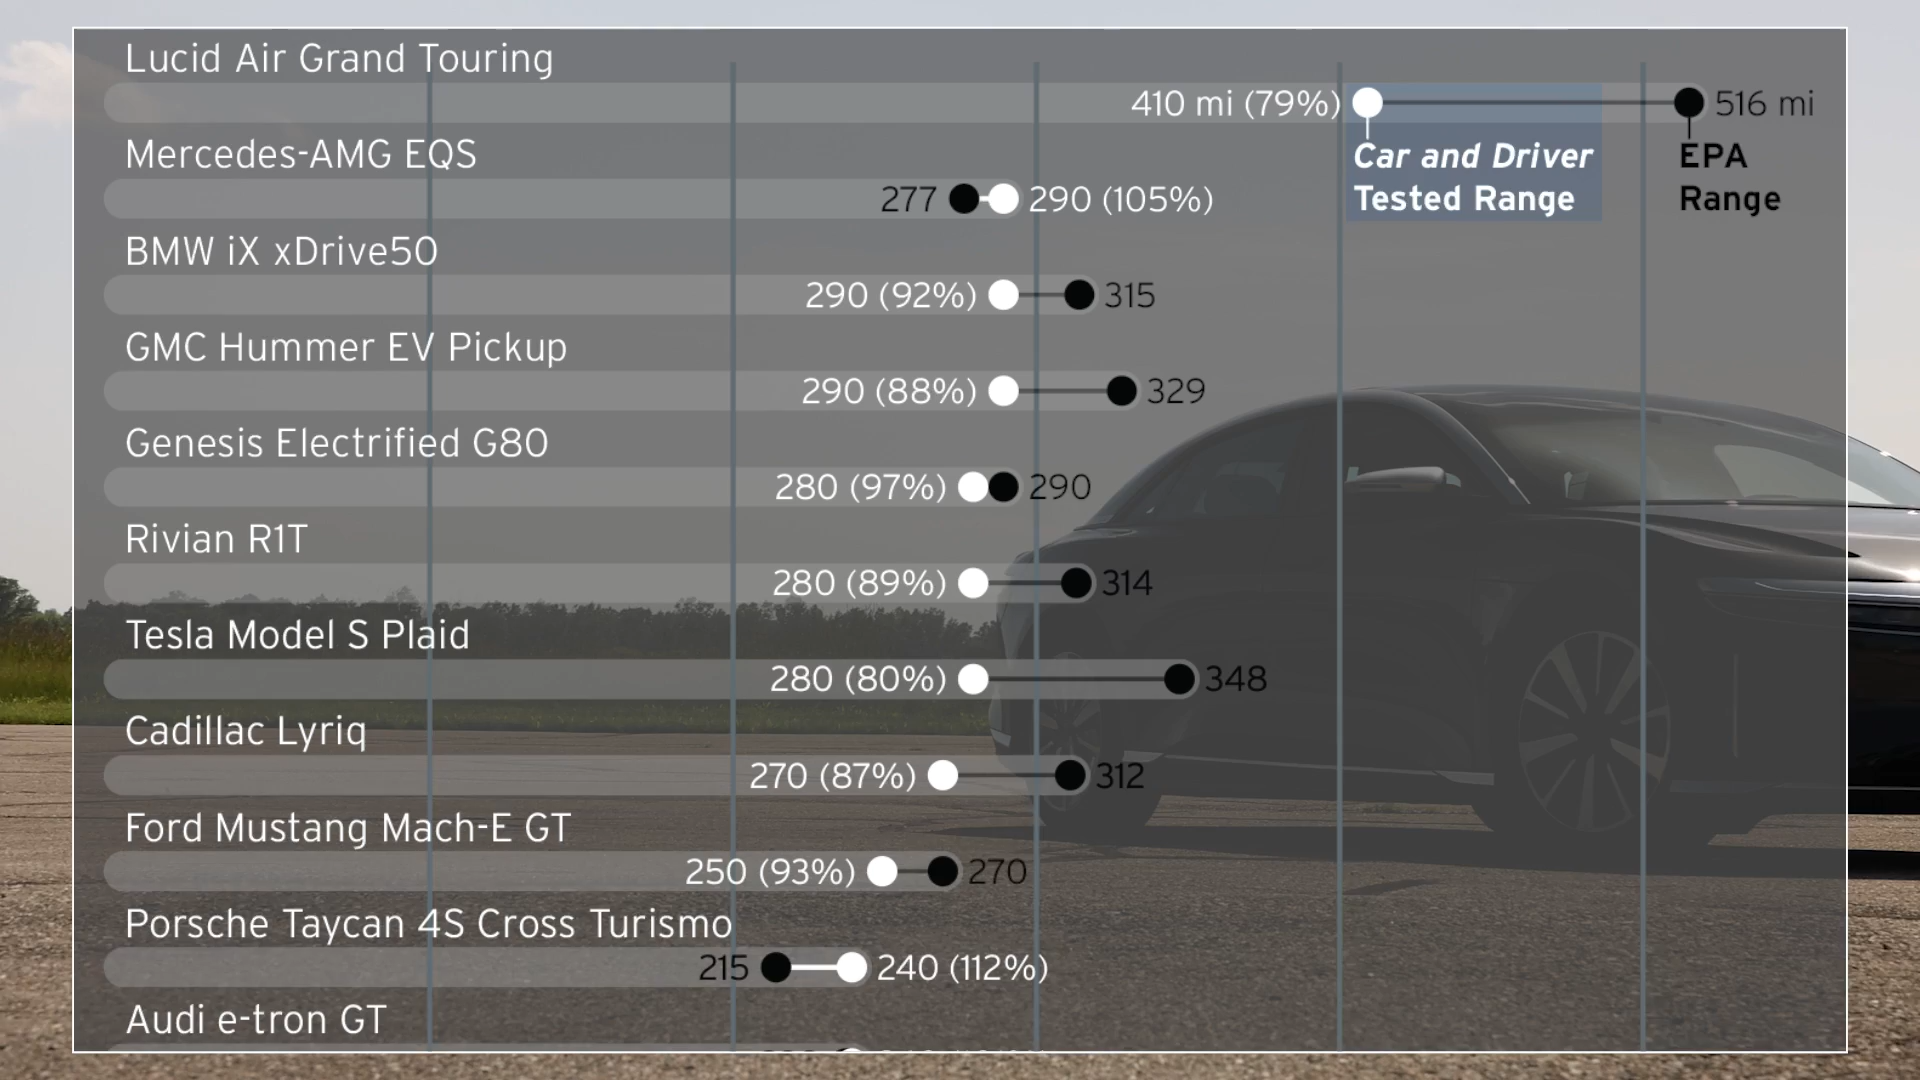 Lucid Air Grand Touring
410 mi (79%) 516 mi
Car and Driver
Tested Range
EPA
Range
Mercedes-AMG EQS
277 290 (105%)
BMW iX xDrive50
290 (92%) 315
GMC Hummer EV Pickup
290 (88%) 329
Genesis Electrified G80
280 (97%) 290
Rivian R1T
280 (89%) 314
Tesla Model S Plaid
280 (80%) 348
Cadillac Lyriq
270 (87%) 312
Ford Mustang Mach-E GT
250 (93%) 270
Porsche Taycan 4S Cross Turismo
215 240 (112%)
Audi e-tron GT